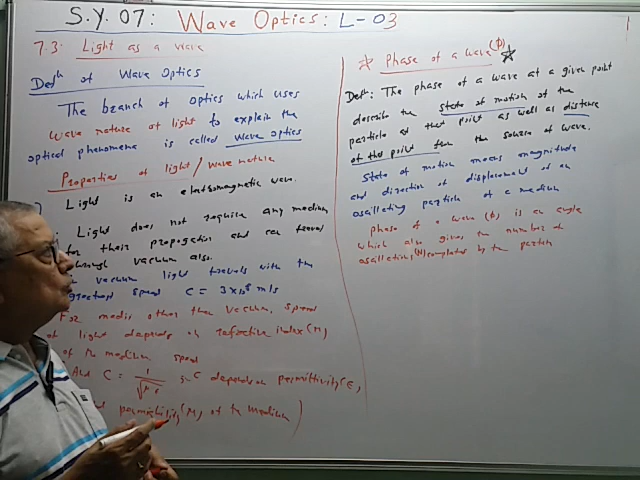 S.Y. 07: Wave Optics: L-03
7.3 Light as a wave
Defⁿ of Wave Optics
The branch of optics which uses
wave nature of light to explain the
optical phenomena is called Wave optics
Properties of light / wave nature
Light is an electromagnetic wave.
Light does not require any medium
for their propagation and can travel
through vacuum also.
vacuum light travels with the
speed C = 3×10⁸ m/s
For media other than vacuum, speed
of light depends on refractive index (n)
of the medium
C = 1/√με depends on permittivity (ε,
permeability (μ) of the medium)
☆ Phase of a wave (φ) ☆
Defⁿ: The phase of a wave at a given point
describe the state of motion of the
particle at that point as well as distance
of this point from the source of wave.
State of motion means magnitude
and direction of displacement of an
oscillating particle of a medium
phase of a wave (φ) is an angle
which also gives the number of
oscillations (N) completed by the particle